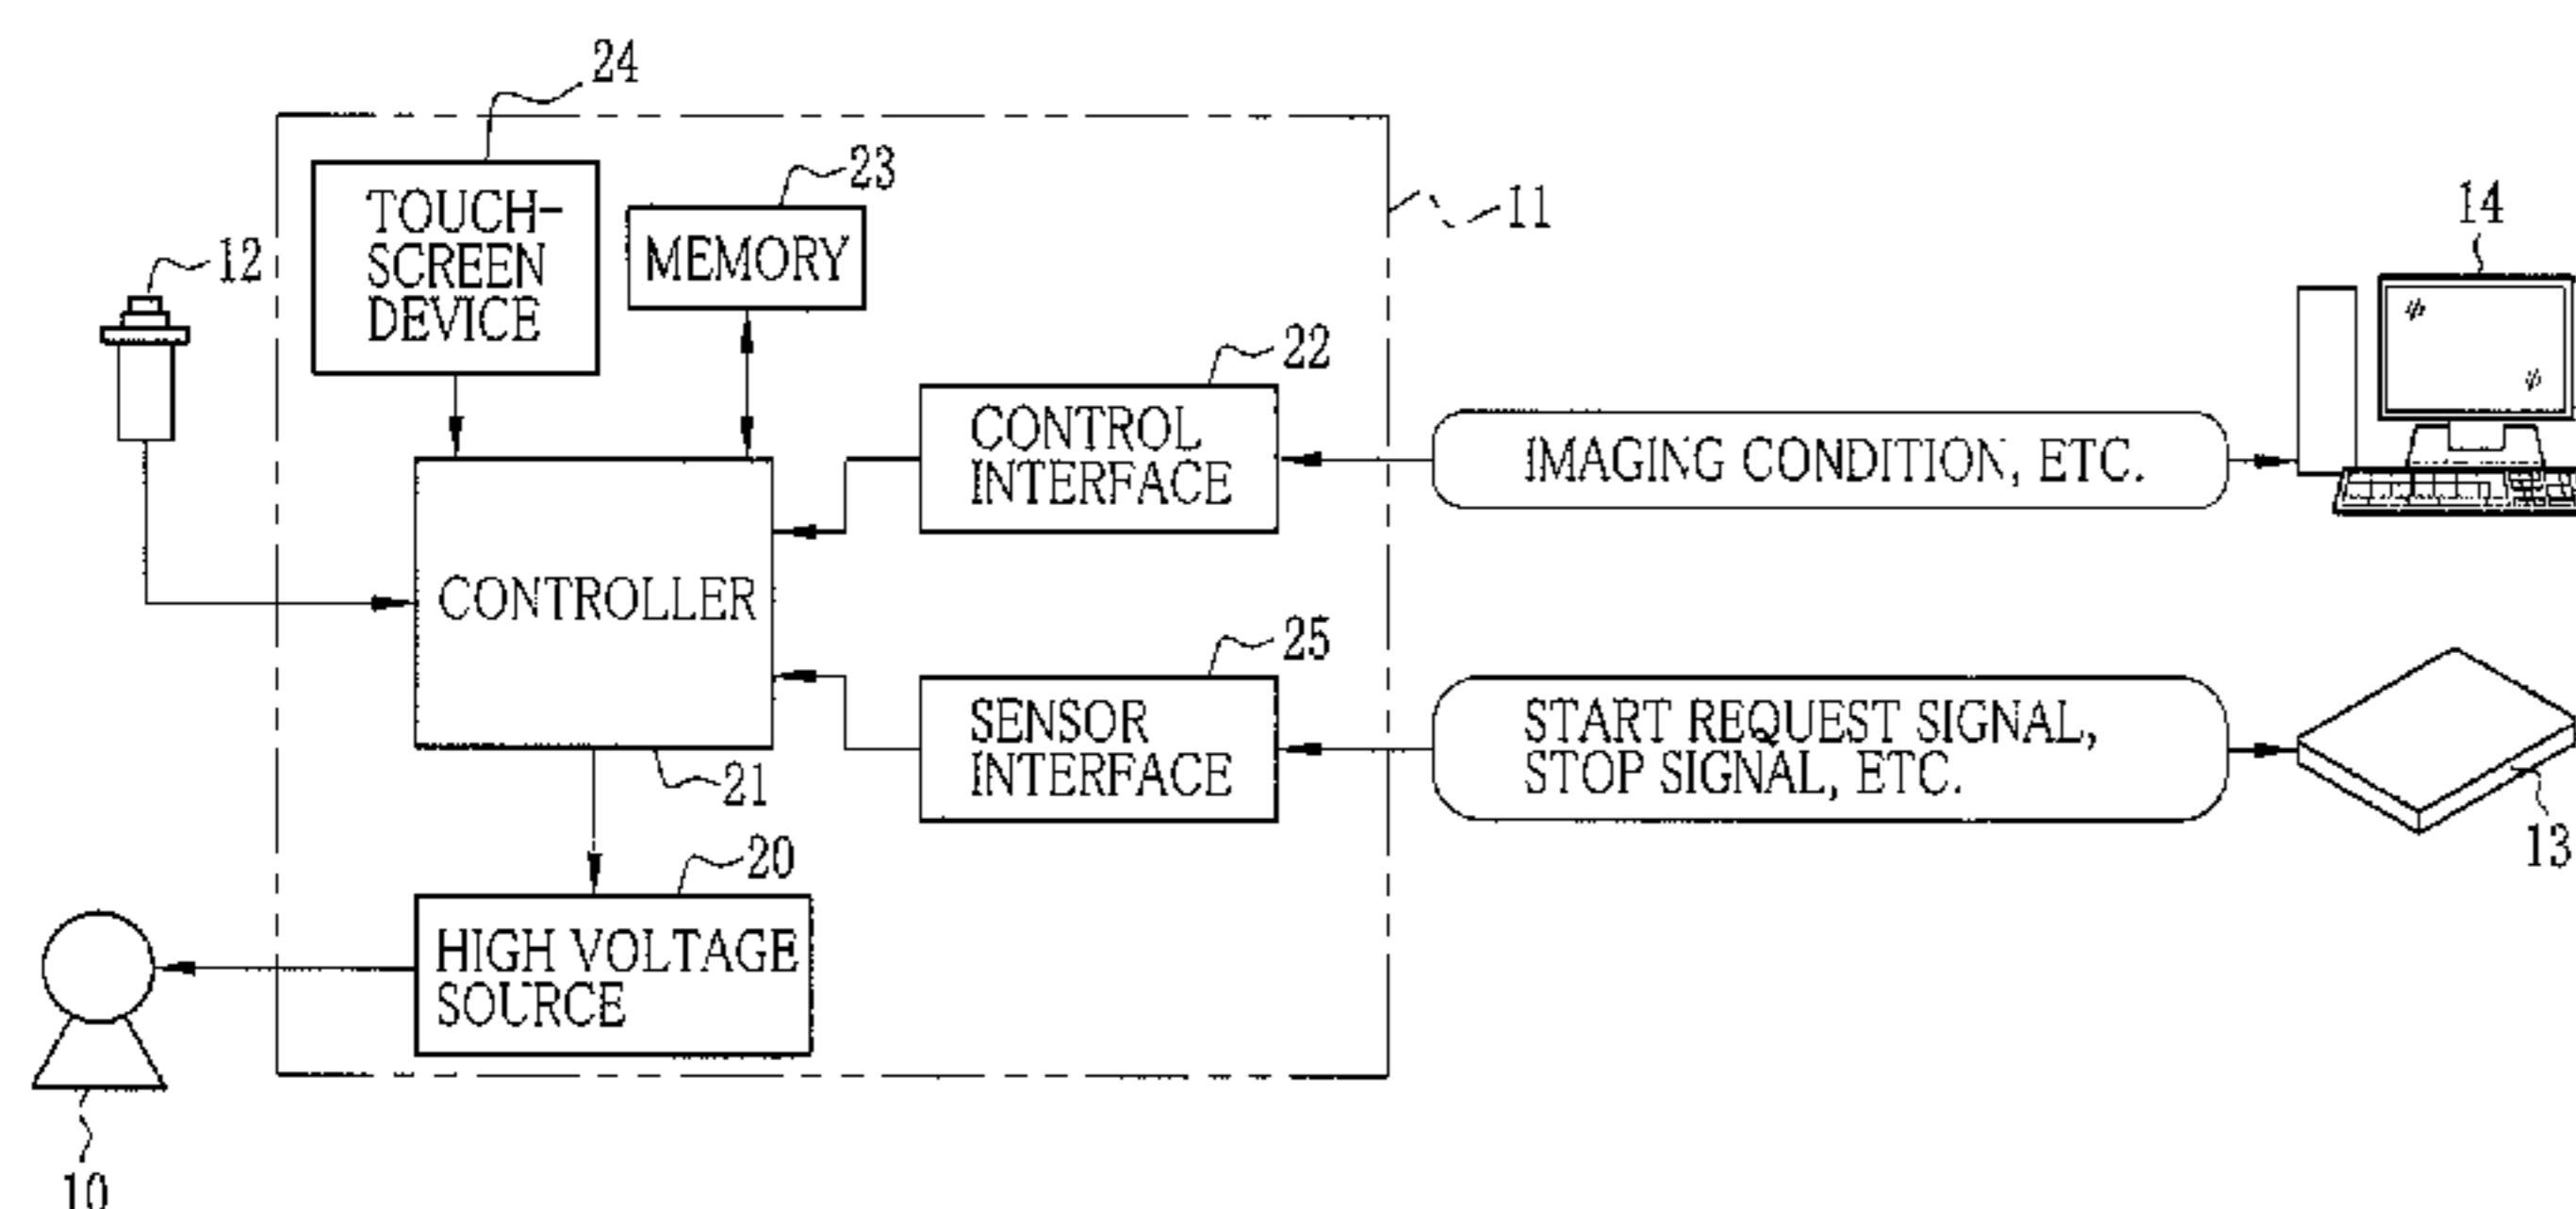 24
TOUCH-
SCREEN
DEVICE
23
MEMORY
11
14
12
22
CONTROL
INTERFACE
IMAGING CONDITION, ETC.
CONTROLLER
25
SENSOR
INTERFACE
START REQUEST SIGNAL,
STOP SIGNAL, ETC.
21
13
20
HIGH VOLTAGE
SOURCE
10